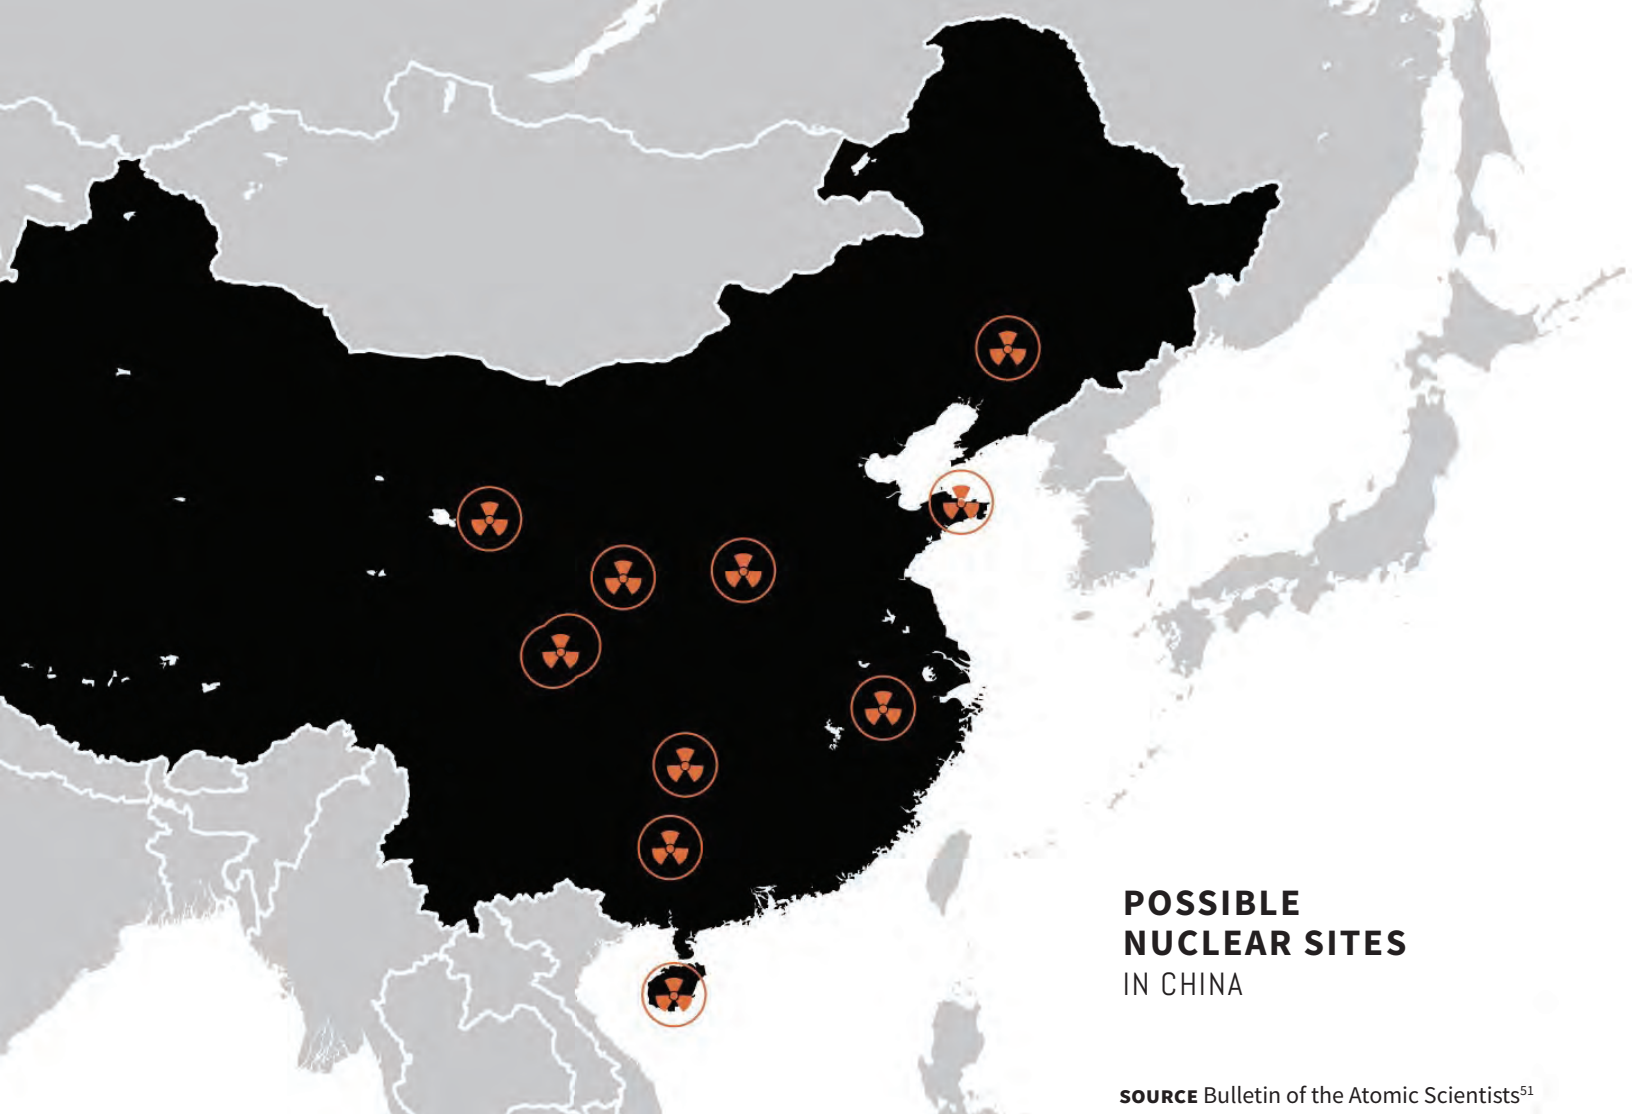 POSSIBLE
NUCLEAR SITES
IN CHINA
SOURCE Bulletin of the Atomic Scientists51